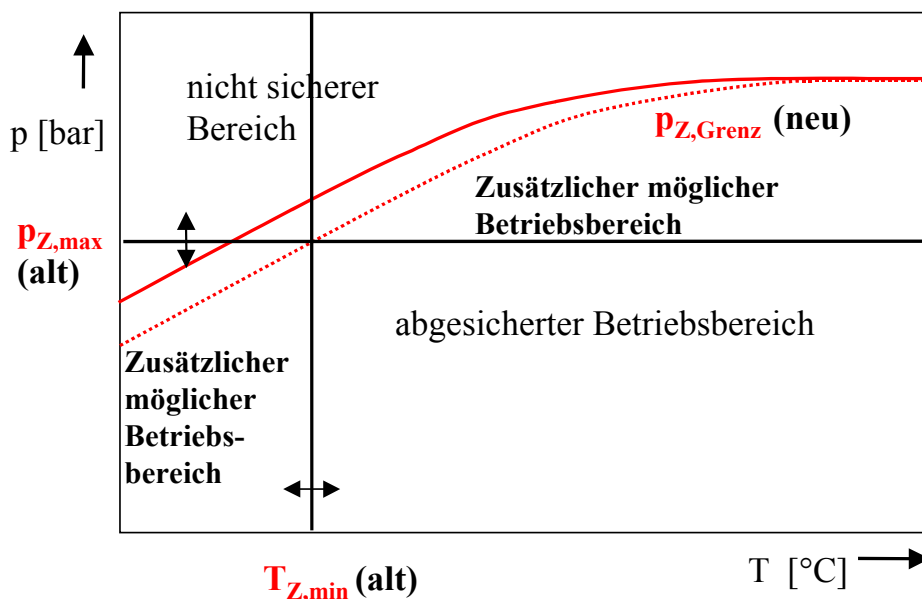 nicht sicherer
Bereich
p [bar]
pZ,Grenz (neu)
Zusätzlicher möglicher
Betriebsbereich
pZ,max
(alt)
abgesicherter Betriebsbereich
Zusätzlicher
möglicher
Betriebs-
bereich
TZ,min (alt)
T [°C]